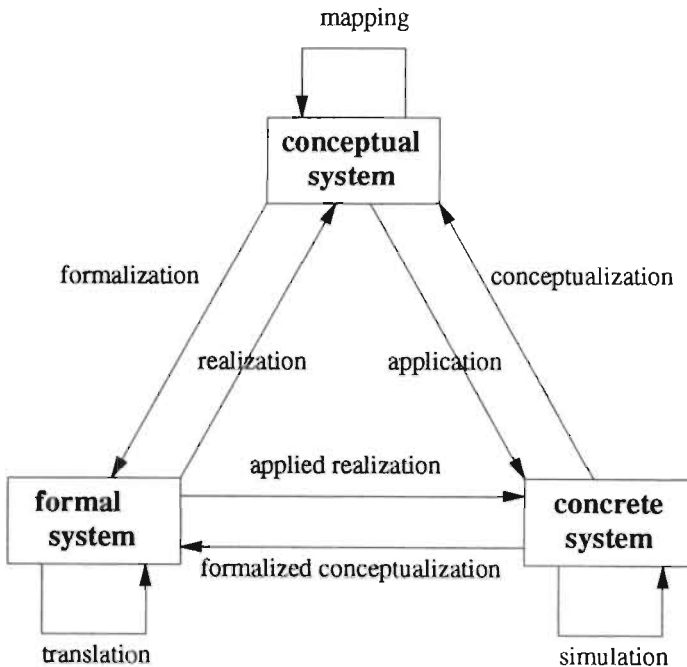 mapping
conceptual
system
formalization
conceptualization
realization
application
applied realization
formal
system
concrete
system
formalized conceptualization
translation
simulation